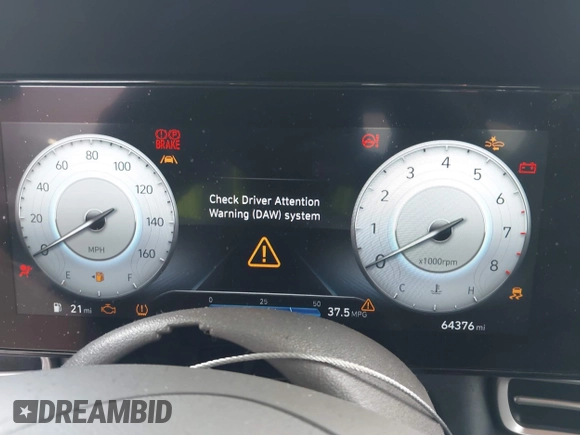 80
60
100
BRAKE
40
120
20
140
0
160
MPH
E
F
Check Driver Attention
Warning (DAW) system
4
3
5
2
6
1
7
0
8
x1000rpm
C
H
21 mi
0
25
50
37.5 MPG
64376 mi
DREAMBID